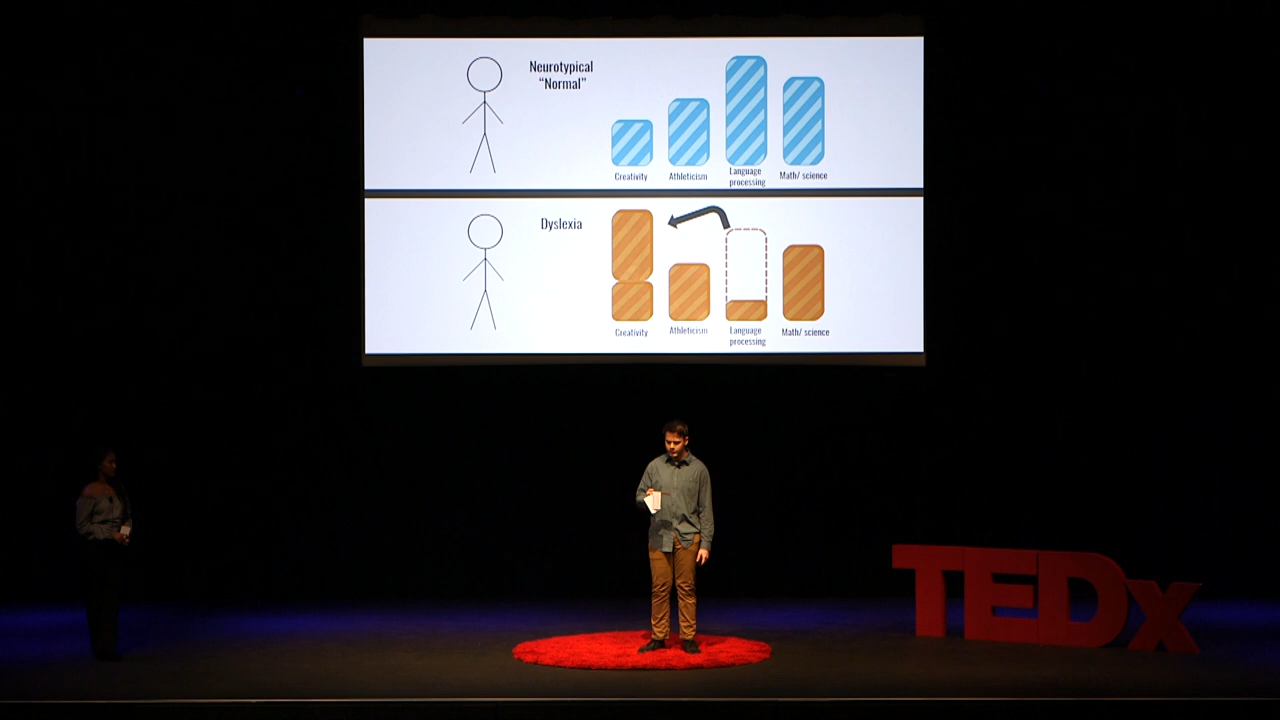 Neurotypical
“Normal”
Creativity
Athleticism
Language
processing
Math/ science
Dyslexia
Creativity
Athleticism
Language
processing
Math/ science
TEDx